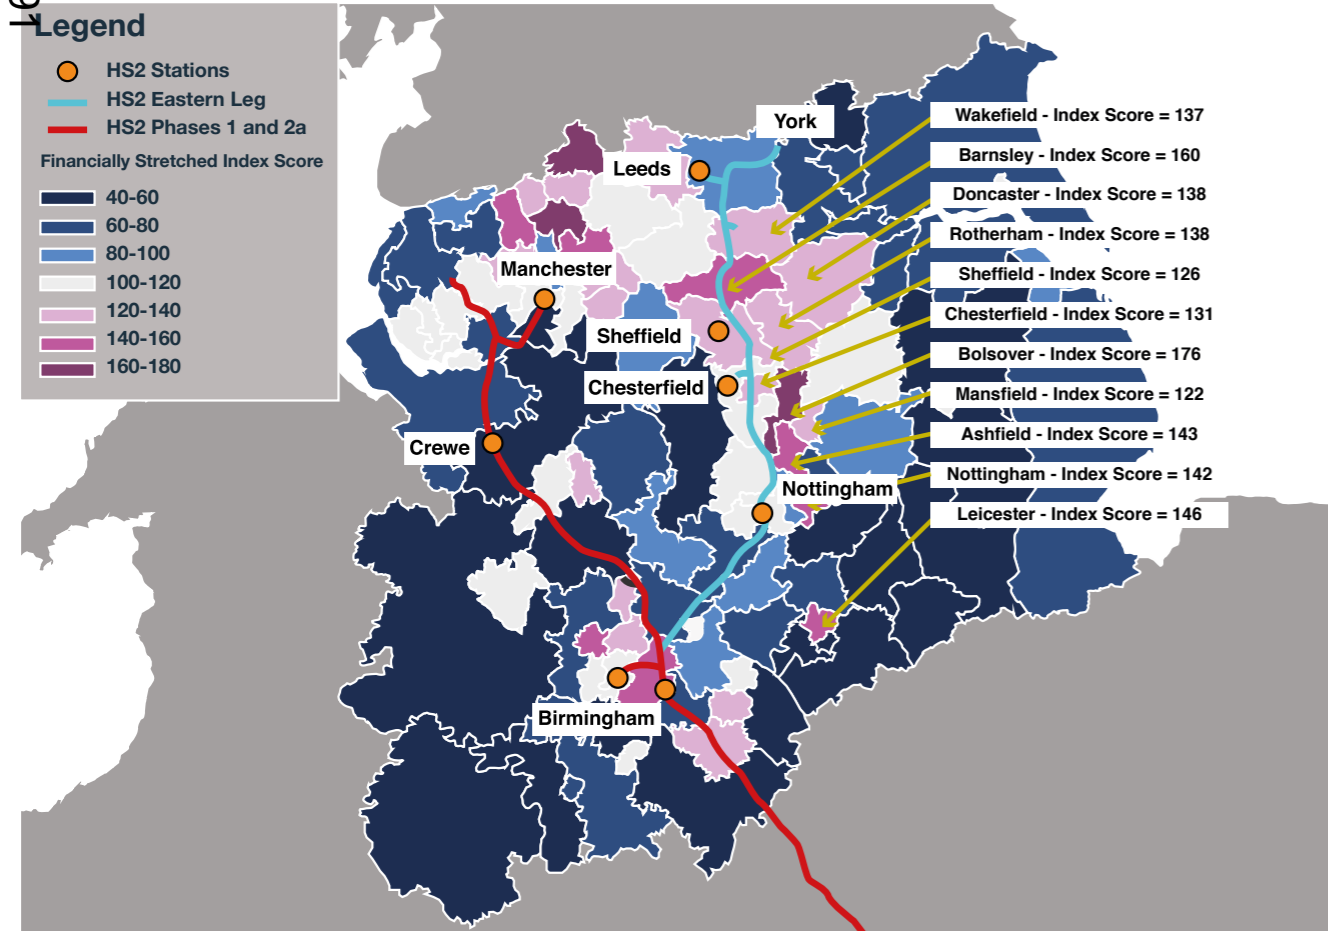 Legend
HS2 Stations
HS2 Eastern Leg
HS2 Phases 1 and 2a
Financially Stretched Index Score
40-60
60-80
80-100
100-120
120-140
140-160
160-180
York
Leeds
Manchester
Sheffield
Chesterfield
Crewe
Nottingham
Birmingham
Wakefield - Index Score = 137
Barnsley - Index Score = 160
Doncaster - Index Score = 138
Rotherham - Index Score = 138
Sheffield - Index Score = 126
Chesterfield - Index Score = 131
Bolsover - Index Score = 176
Mansfield - Index Score = 122
Ashfield - Index Score = 143
Nottingham - Index Score = 142
Leicester - Index Score = 146